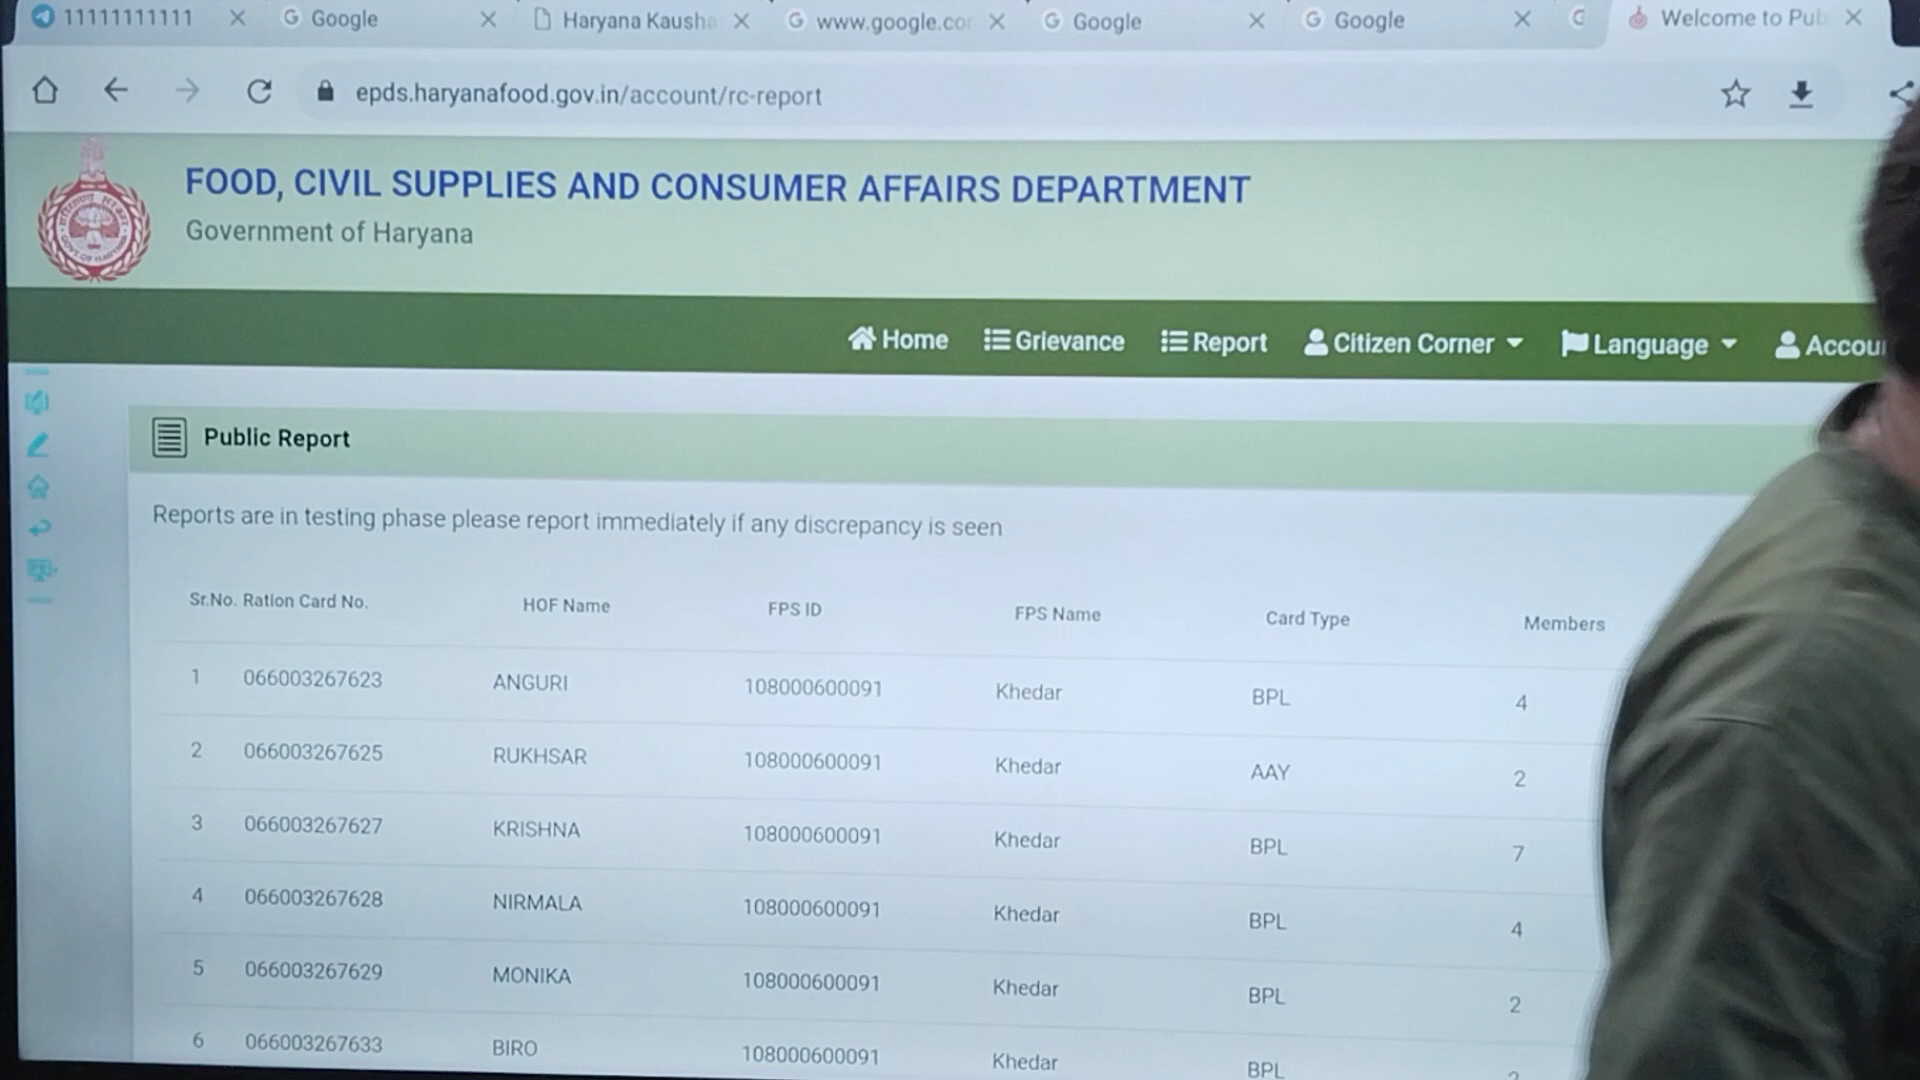 11111111111
Google
Haryana Kausha
www.google.cor
Google
Google
Welcome to Pub
epds.haryanafood.gov.in/account/rc-report
FOOD, CIVIL SUPPLIES AND CONSUMER AFFAIRS DEPARTMENT
Government of Haryana
Home Grievance Report Citizen Corner Language Accou
Public Report
Reports are in testing phase please report immediately if any discrepancy is seen
Sr.No. Ration Card No. HOF Name FPS ID FPS Name Card Type Members
1 066003267623 ANGURI 108000600091 Khedar BPL 4
2 066003267625 RUKHSAR 108000600091 Khedar AAY 2
3 066003267627 KRISHNA 108000600091 Khedar BPL 7
4 066003267628 NIRMALA 108000600091 Khedar BPL 4
5 066003267629 MONIKA 108000600091 Khedar BPL 2
6 066003267633 BIRO 108000600091 Khedar BPL